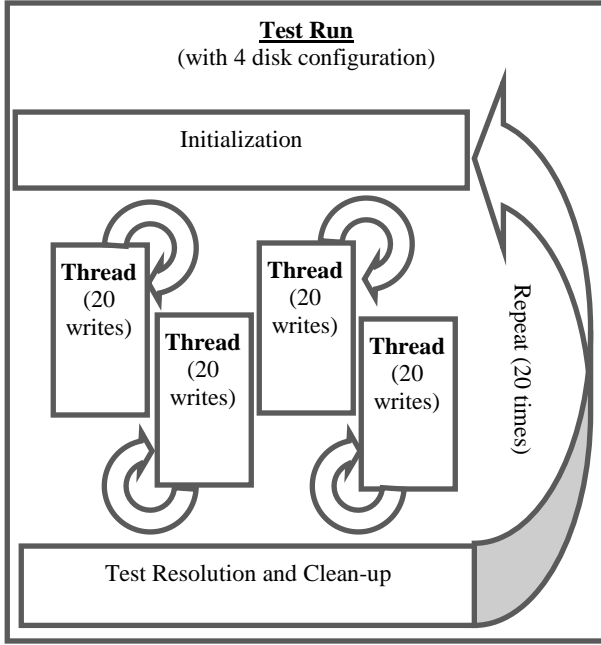 Test Run
(with 4 disk configuration)
Initialization
Thread
(20
writes)
Thread
(20
writes)
Thread
(20
writes)
Thread
(20
writes)
Repeat (20 times)
Test Resolution and Clean-up